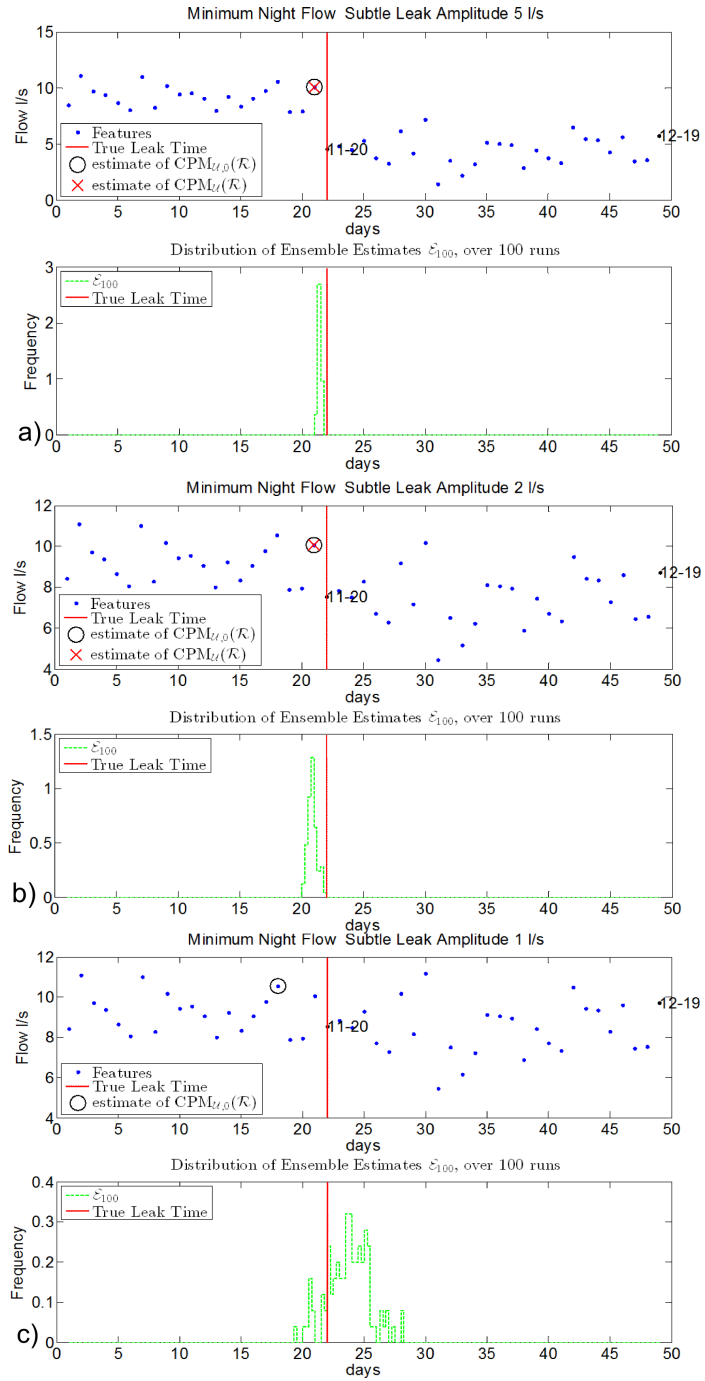 Minimum Night Flow  Subtle Leak Amplitude 5 l/s
Flow l/s
15
10
5
0
Features
True Leak Time
estimate of CPM𝒰,0(ℛ)
estimate of CPM𝒰(ℛ)
11-20
12-19
0 5 10 15 20 25 30 35 40 45 50
days
Distribution of Ensemble Estimates ℰ100, over 100 runs
Frequency
3
2
1
0
ℰ100
True Leak Time
0 5 10 15 20 25 30 35 40 45 50
days
a)
Minimum Night Flow  Subtle Leak Amplitude 2 l/s
Flow l/s
12
10
8
6
4
Features
True Leak Time
estimate of CPM𝒰,0(ℛ)
estimate of CPM𝒰(ℛ)
11-20
12-19
0 5 10 15 20 25 30 35 40 45 50
days
Distribution of Ensemble Estimates ℰ100, over 100 runs
Frequency
1.5
1
0.5
0
ℰ100
True Leak Time
0 5 10 15 20 25 30 35 40 45 50
days
b)
Minimum Night Flow  Subtle Leak Amplitude 1 l/s
Flow l/s
12
10
8
6
4
Features
True Leak Time
estimate of CPM𝒰,0(ℛ)
11-20
12-19
0 5 10 15 20 25 30 35 40 45 50
days
Distribution of Ensemble Estimates ℰ100, over 100 runs
Frequency
0.4
0.3
0.2
0.1
0
ℰ100
True Leak Time
0 5 10 15 20 25 30 35 40 45 50
days
c)